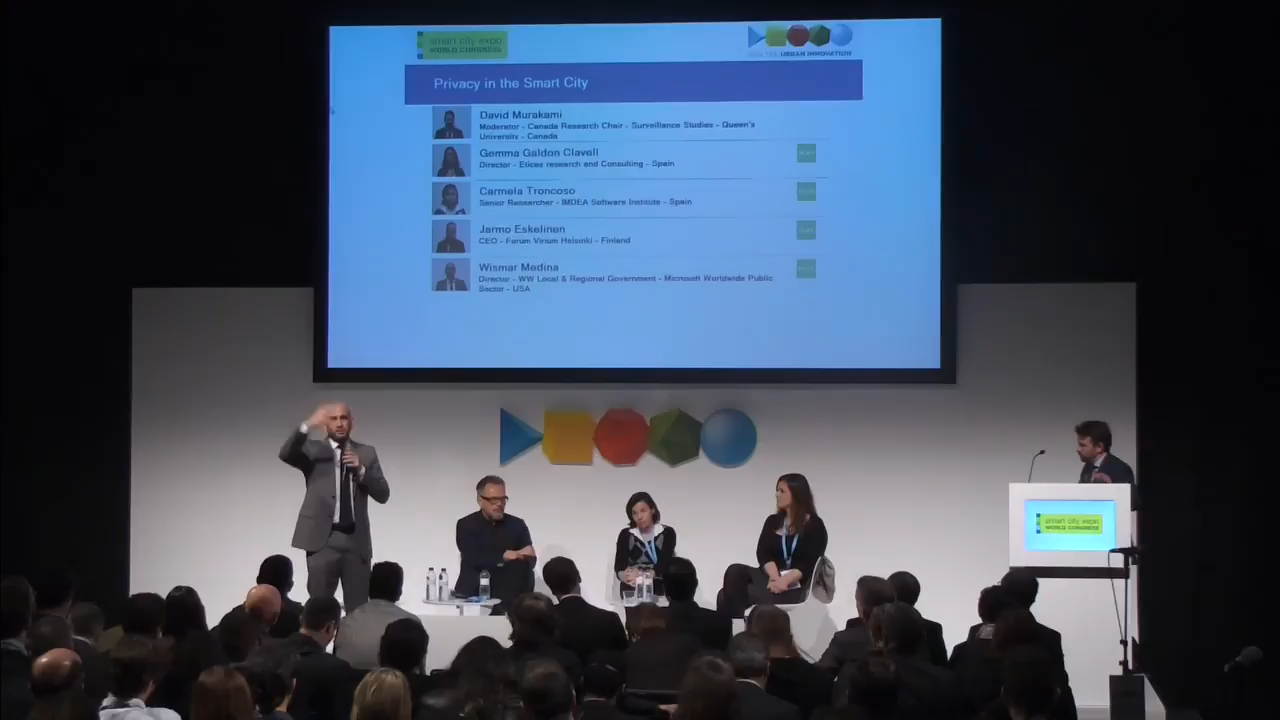 smart city expo
WORLD CONGRESS
URBAN INNOVATION
Privacy in the Smart City
David Murakami
Moderator - Canada Research Chair - Surveillance Studies - Queen's
University - Canada
Gemma Galdon Clavell
Director - Eticas research and Consulting - Spain
Carmela Troncoso
Senior Researcher - IMDEA Software Institute - Spain
Jarmo Eskelinen
CEO - Forum Virium Helsinki - Finland
Wismar Medina
Director - WW Local & Regional Government - Microsoft Worldwide Public
Sector - USA
smart city expo
WORLD CONGRESS